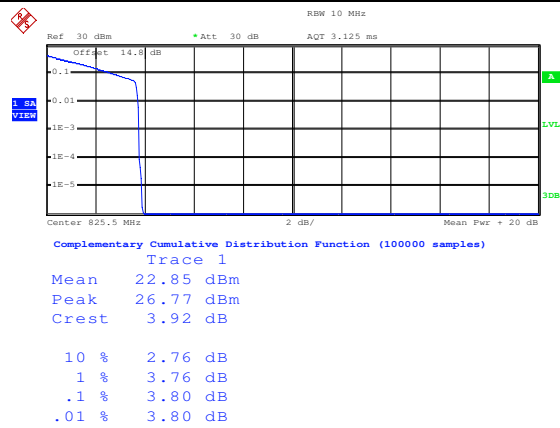 RBW 10 MHz
Ref 30 dBm * Att 30 dB AQT 3.125 ms
Offset 14.8 dB
0.1
A
0.01
1 SA
VIEW
1E-3
LVL
1E-4
1E-5
3DB
Center 825.5 MHz 2 dB/ Mean Pwr + 20 dB
Complementary Cumulative Distribution Function (100000 samples)
Trace 1
Mean 22.85 dBm
Peak 26.77 dBm
Crest 3.92 dB
10 % 2.76 dB
1 % 3.76 dB
.1 % 3.80 dB
.01 % 3.80 dB